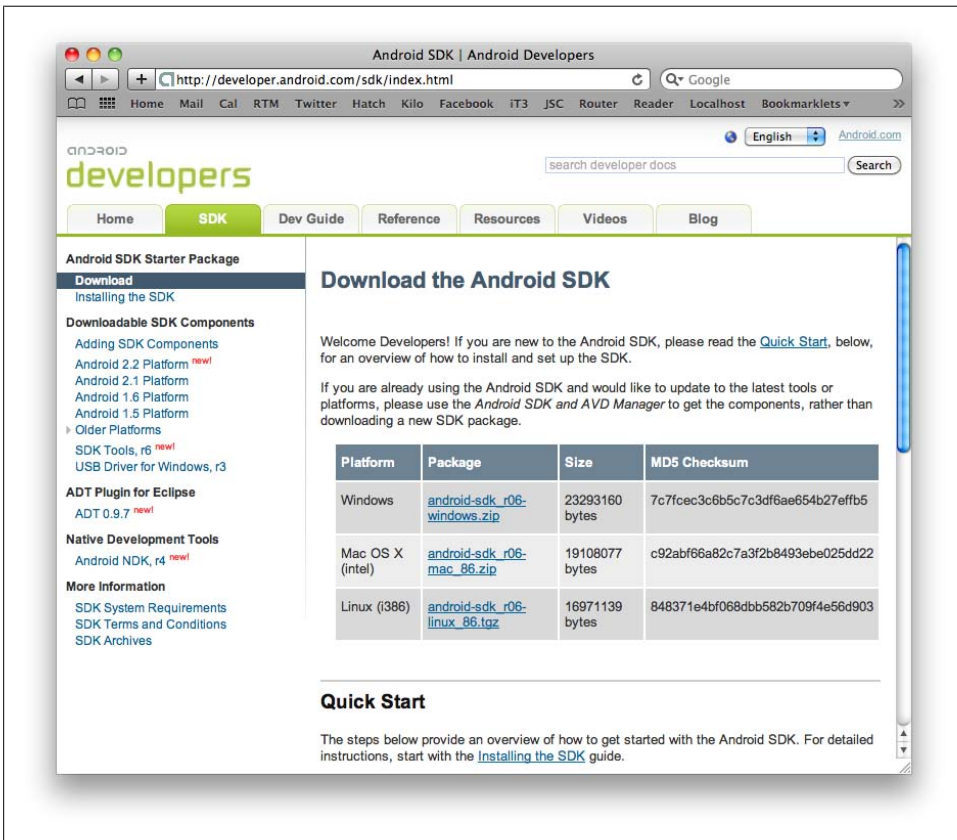 Android SDK | Android Developers
http://developer.android.com/sdk/index.html
Google
Home Mail Cal RTM Twitter Hatch Kilo Facebook iT3 JSC Router Reader Localhost Bookmarklets
English
Android.com
android
developers
search developer docs
Search
Home SDK Dev Guide Reference Resources Videos Blog
Android SDK Starter Package
Download
Installing the SDK
Downloadable SDK Components
Adding SDK Components
Android 2.2 Platform new!
Android 2.1 Platform
Android 1.6 Platform
Android 1.5 Platform
Older Platforms
SDK Tools, r6 new!
USB Driver for Windows, r3
ADT Plugin for Eclipse
ADT 0.9.7 new!
Native Development Tools
Android NDK, r4 new!
More Information
SDK System Requirements
SDK Terms and Conditions
SDK Archives
Download the Android SDK
Welcome Developers! If you are new to the Android SDK, please read the Quick Start, below,
for an overview of how to install and set up the SDK.
If you are already using the Android SDK and would like to update to the latest tools or
platforms, please use the Android SDK and AVD Manager to get the components, rather than
downloading a new SDK package.
Platform Package Size MD5 Checksum
Windows android-sdk_r06- 23293160 7c7fcec3c6b5c7c3df6ae654b27effb5
windows.zip bytes
Mac OS X android-sdk_r06- 19108077 c92abf66a82c7a3f2b8493ebe025dd22
(intel) mac_86.zip bytes
Linux (i386) android-sdk_r06- 16971139 848371e4bf068dbb582b709f4e56d903
linux_86.tgz bytes
Quick Start
The steps below provide an overview of how to get started with the Android SDK. For detailed
instructions, start with the Installing the SDK guide.